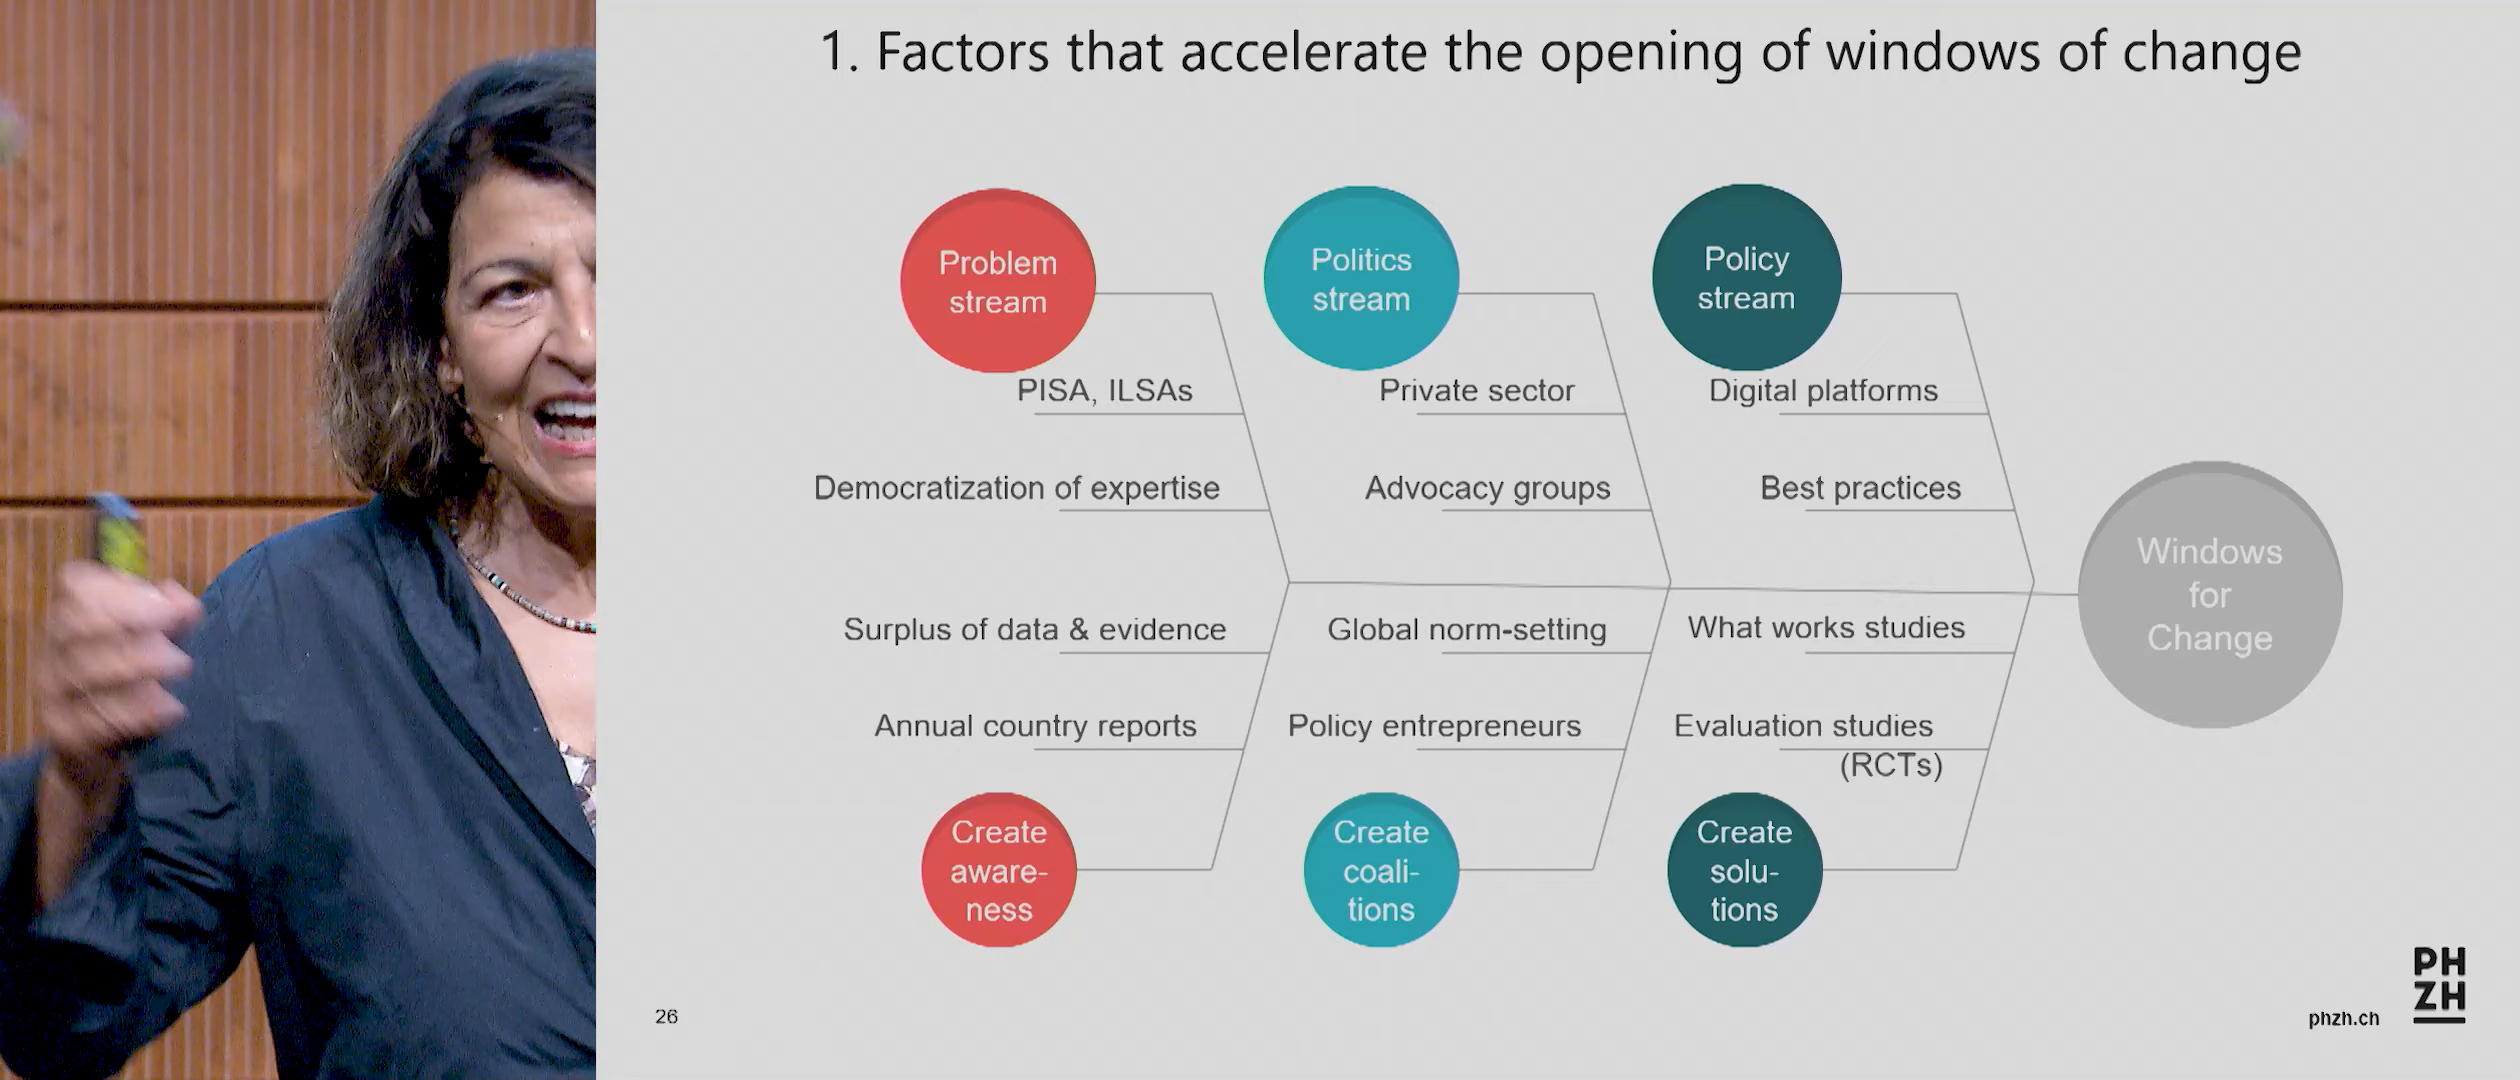 1. Factors that accelerate the opening of windows of change
Problem
stream
Politics
stream
Policy
stream
PISA, ILSAs
Private sector
Digital platforms
Democratization of expertise
Advocacy groups
Best practices
Windows
for
Change
Surplus of data & evidence
Global norm-setting
What works studies
Annual country reports
Policy entrepreneurs
Evaluation studies
(RCTs)
Create
aware-
ness
Create
coali-
tions
Create
solu-
tions
26
phzh.ch
PH
ZH